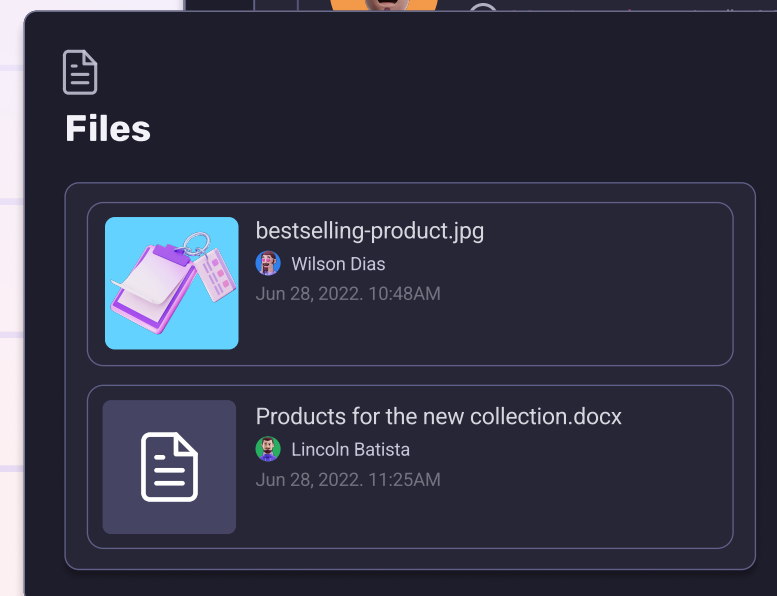 Files
bestselling-product.jpg
Wilson Dias
Jun 28, 2022. 10:48AM
Products for the new collection.docx
Lincoln Batista
Jun 28, 2022. 11:25AM